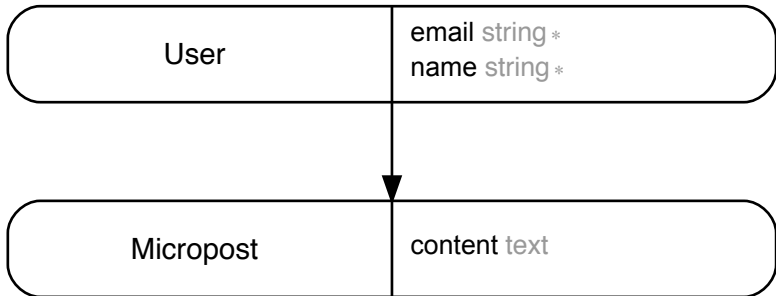 User
email string *
name string *
Micropost
content text